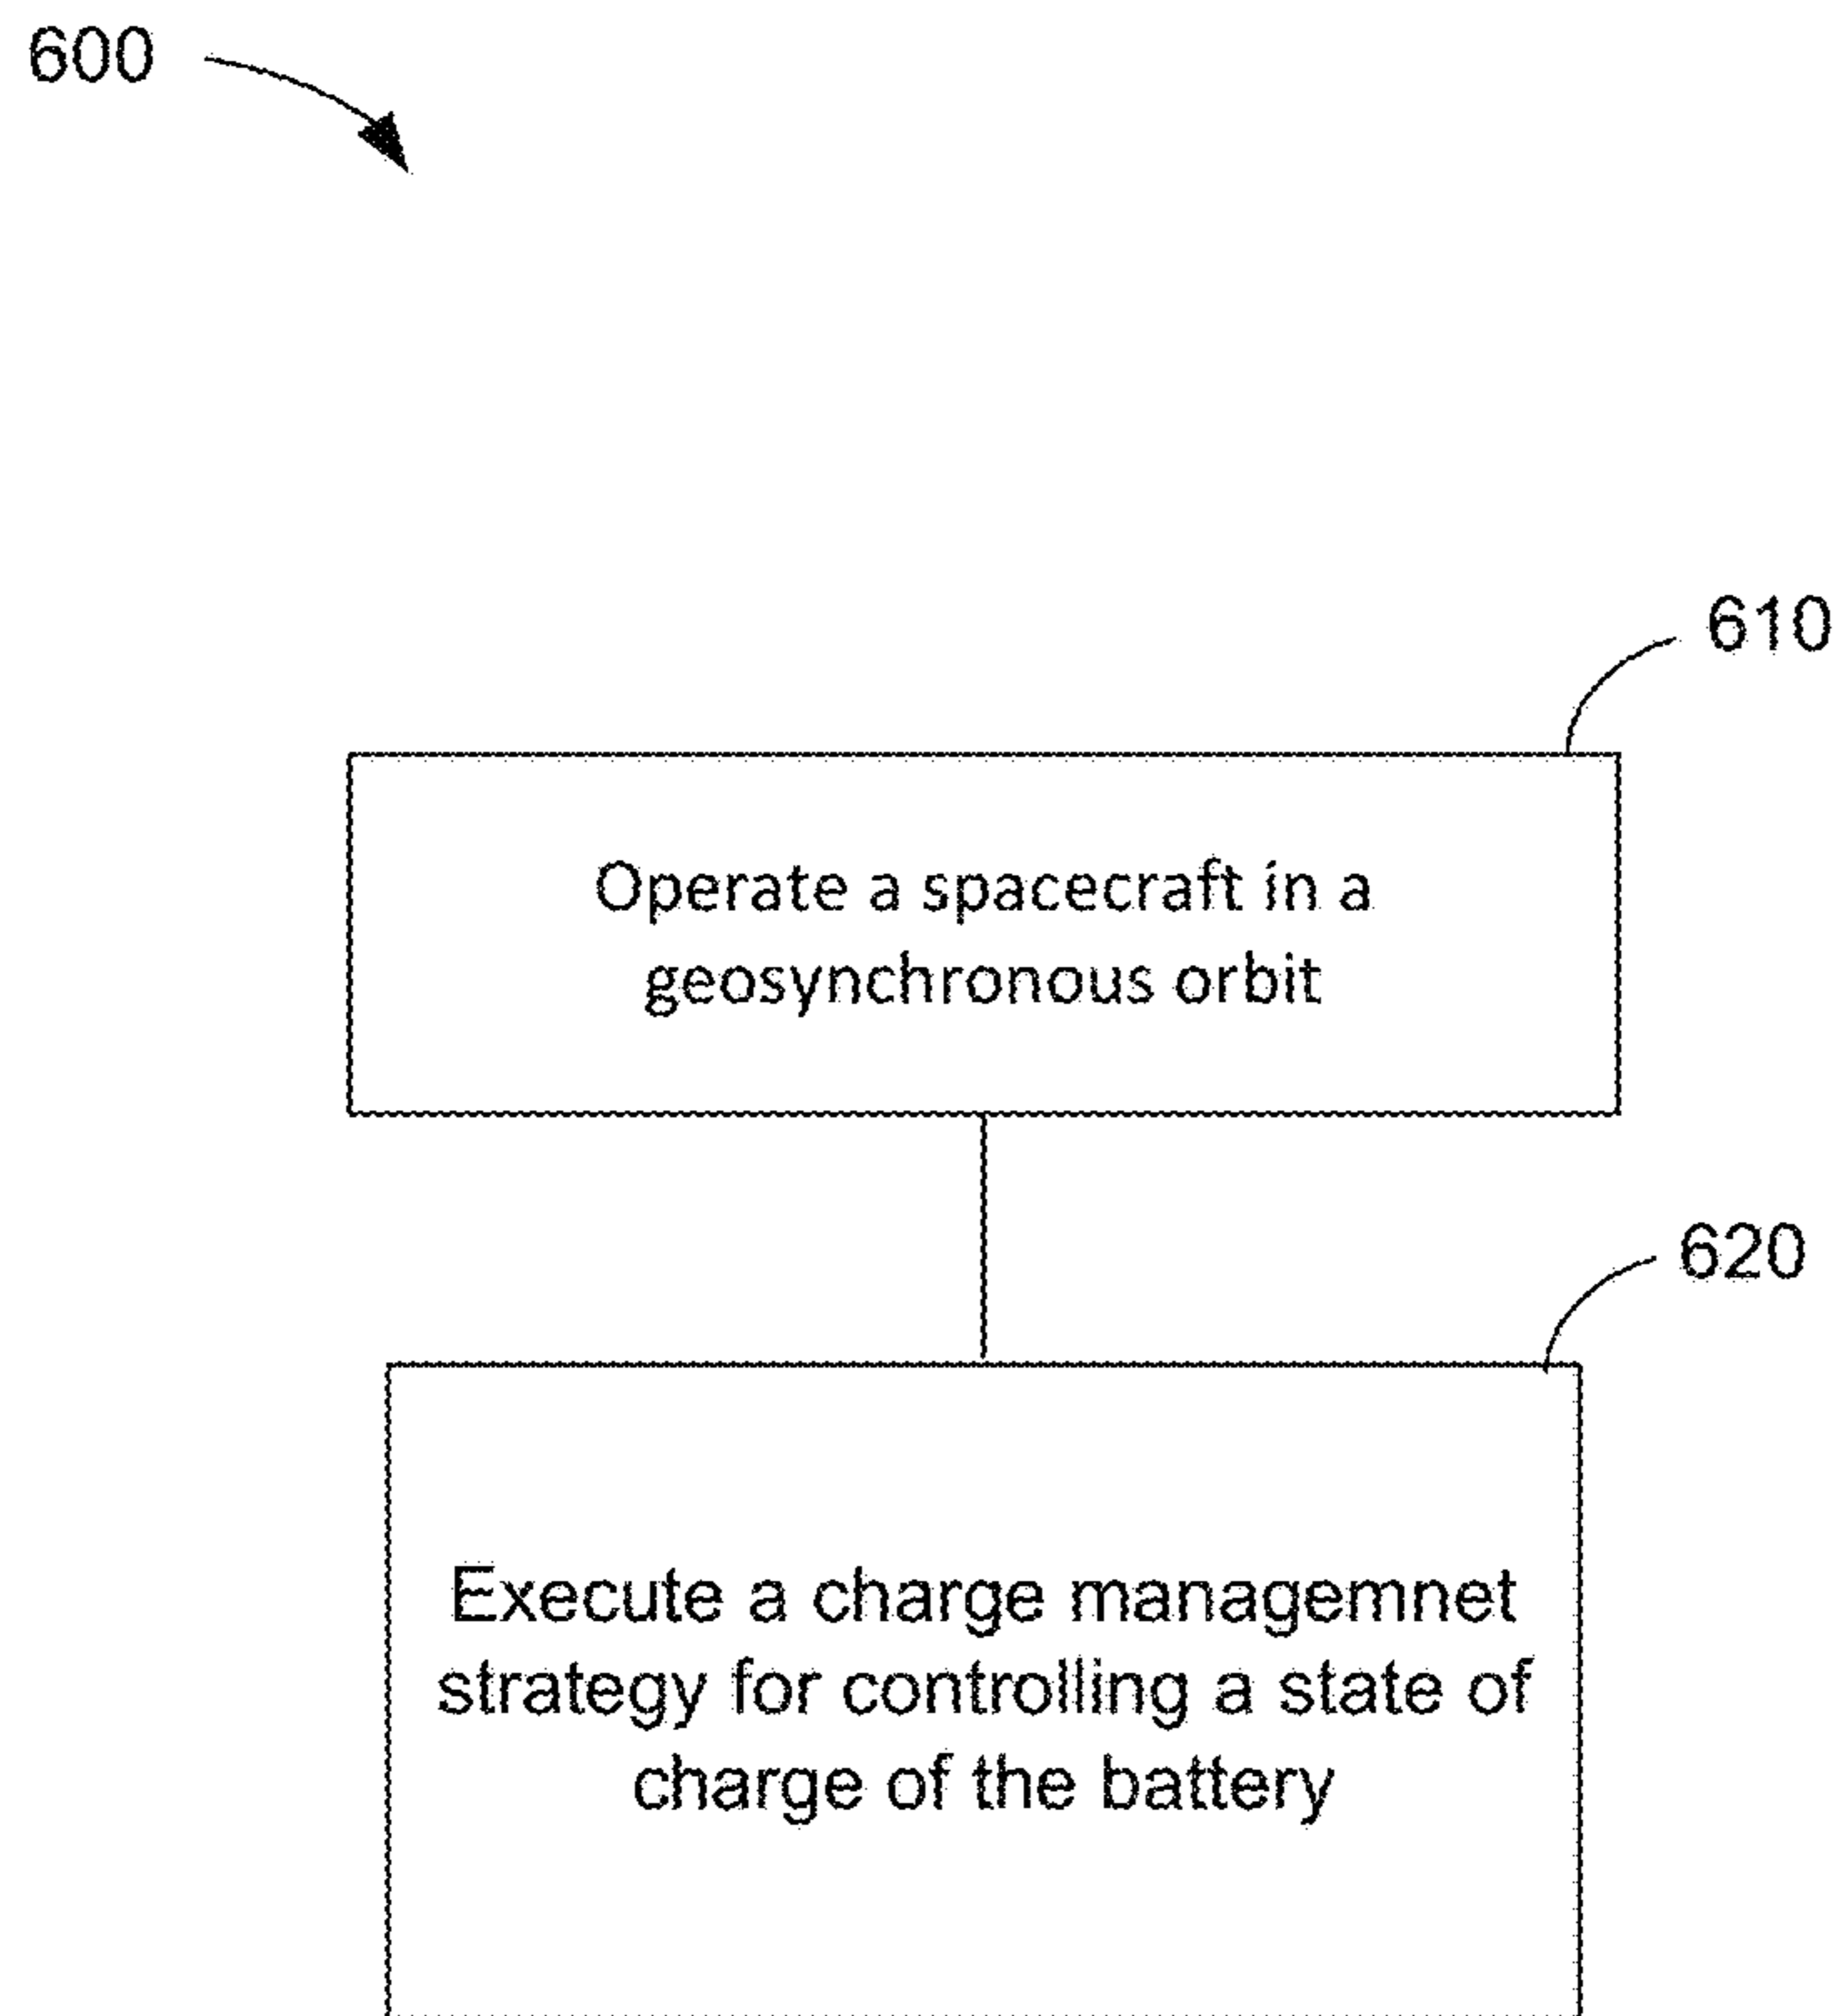 600
610
Operate a spacecraft in a
geosynchronous orbit
620
Execute a charge managemnet
strategy for controlling a state of
charge of the battery